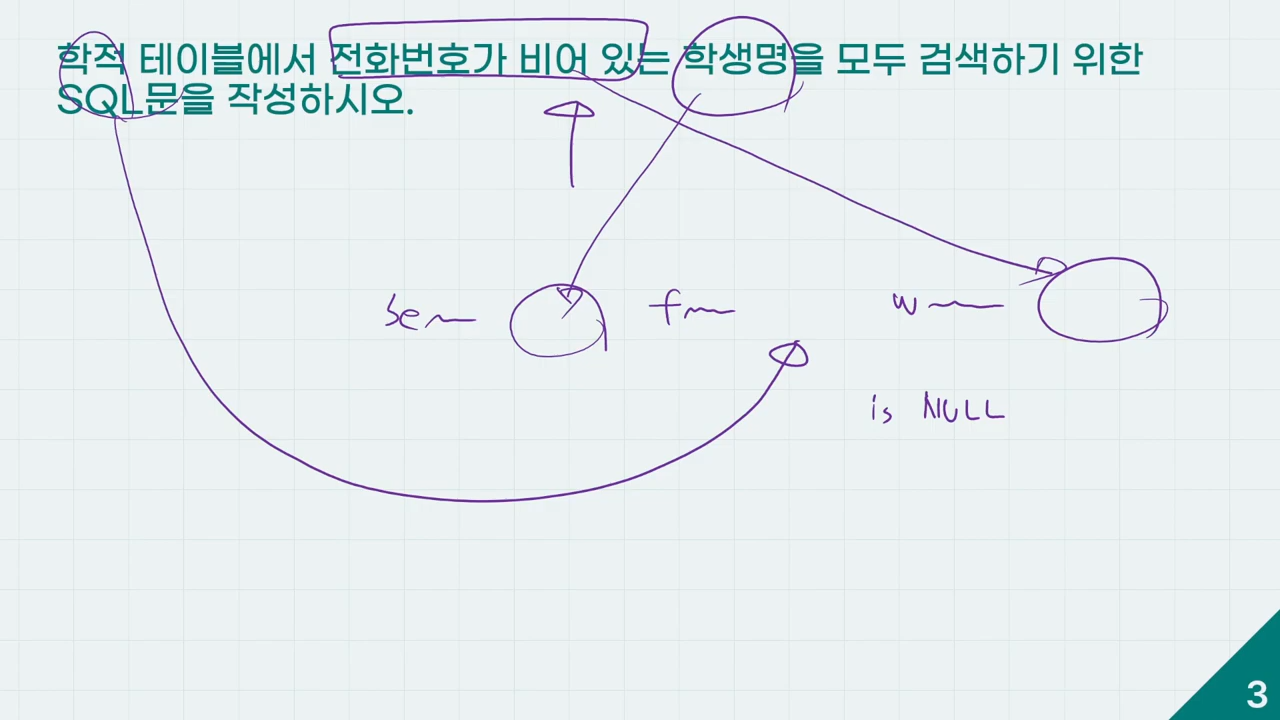 학적 테이블에서 전화번호가 비어 있는 학생명을 모두 검색하기 위한
SQL문을 작성하시오.
se f w
is NULL
3